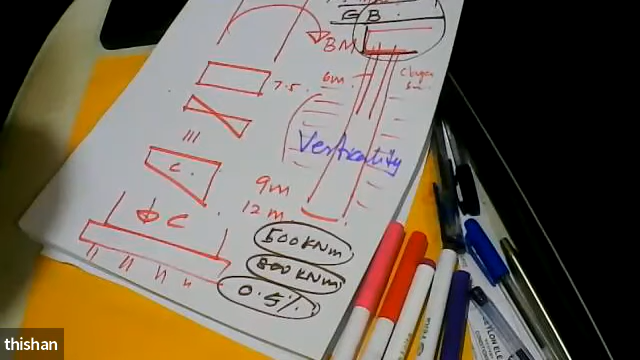 GB
BM
6m
7.5
Verticality
C
9m
12m
C
500KNm
800KNm
0.5%
thishan